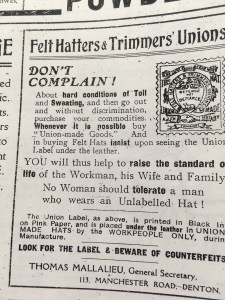 POWD
Felt Hatters & Trimmers' Unions
DON'T
COMPLAIN!
About hard conditions of Toil
and Sweating, and then go out
and without discrimination,
purchase your commodities.
Whenever it is possible buy
"Union-made Goods." And
in buying Felt Hats insist upon seeing the Union
Label under the leather.
YOU will thus help to raise the standard o
life of the Workman, his Wife and Family
No Woman should tolerate a man
who wears an Unlabelled Hat!
The Union Label, as above, is printed in Black In
on Pink Paper, and is placed under the leather in UNION
MADE HATS by the WORKPEOPLE ONLY, during
manufacture.
LOOK FOR THE LABEL & BEWARE OF COUNTERFEITS
THOMAS MALLALIEU, General Secretary,
113, MANCHESTER ROAD, DENTON.